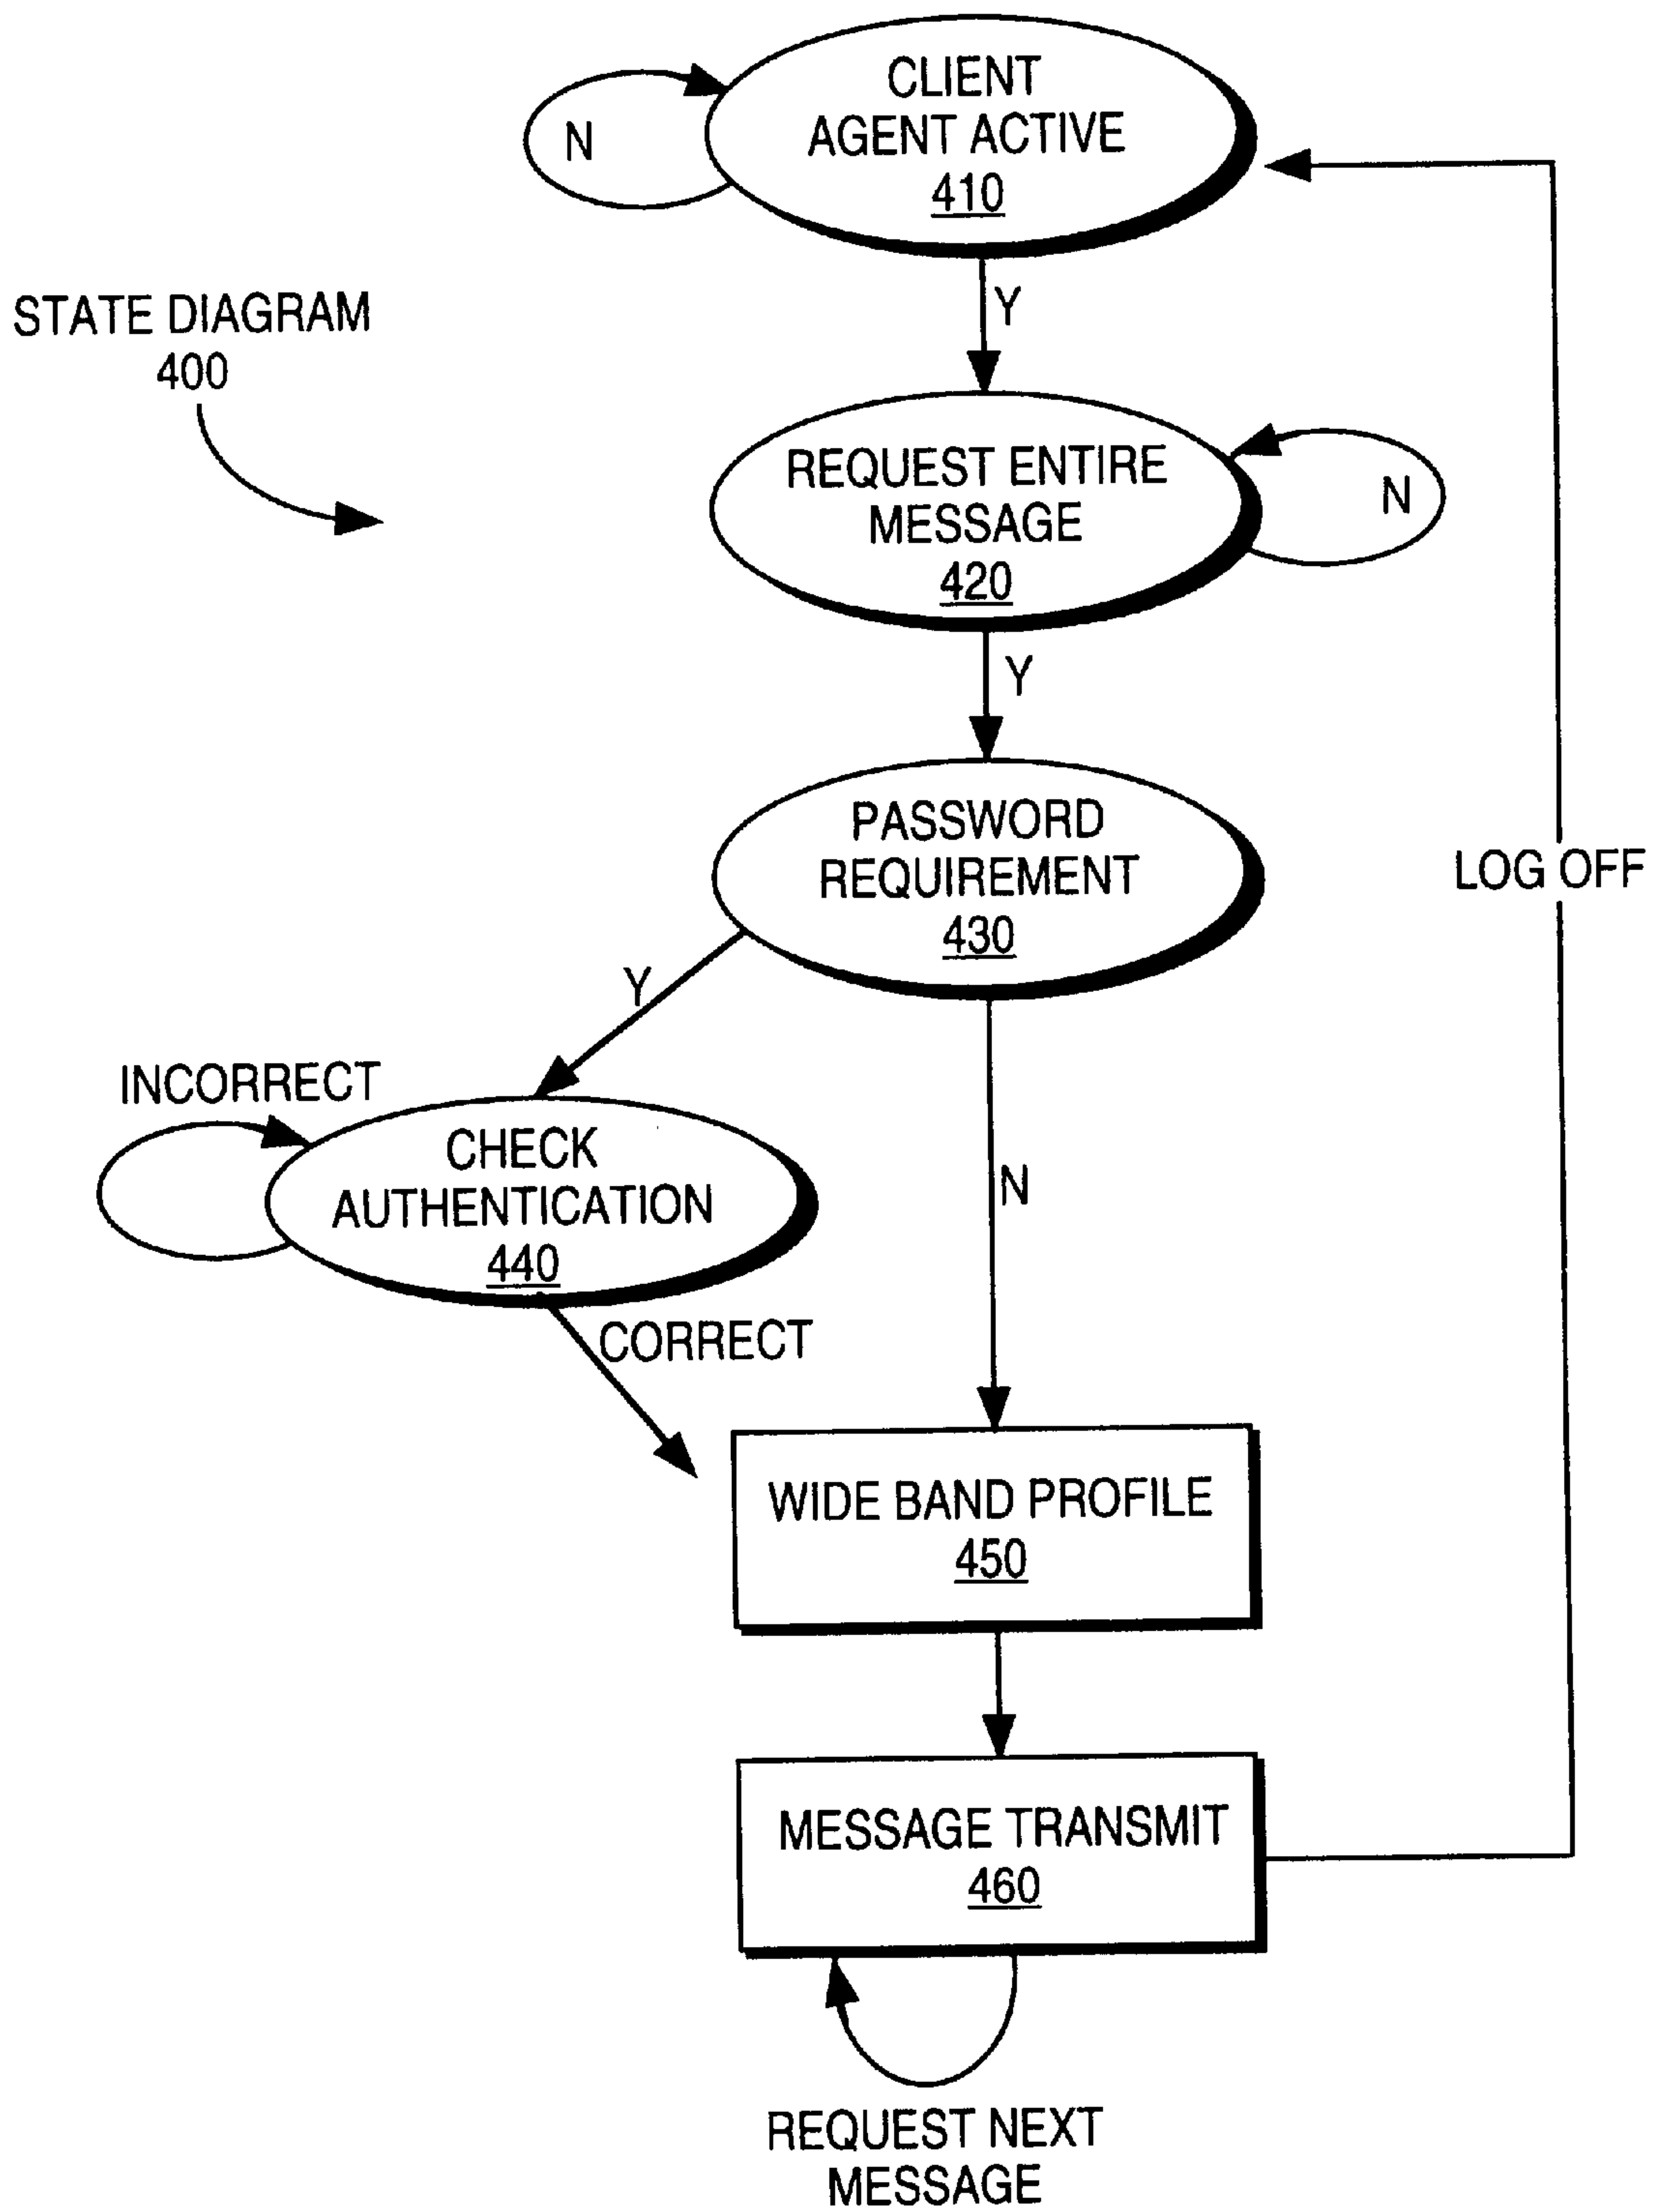 CLIENT
AGENT ACTIVE
410
N
Y
STATE DIAGRAM
400
REQUEST ENTIRE
MESSAGE
420
N
Y
PASSWORD
REQUIREMENT
430
LOG OFF
Y
N
INCORRECT
CHECK
AUTHENTICATION
440
CORRECT
WIDE BAND PROFILE
450
MESSAGE TRANSMIT
460
REQUEST NEXT
MESSAGE